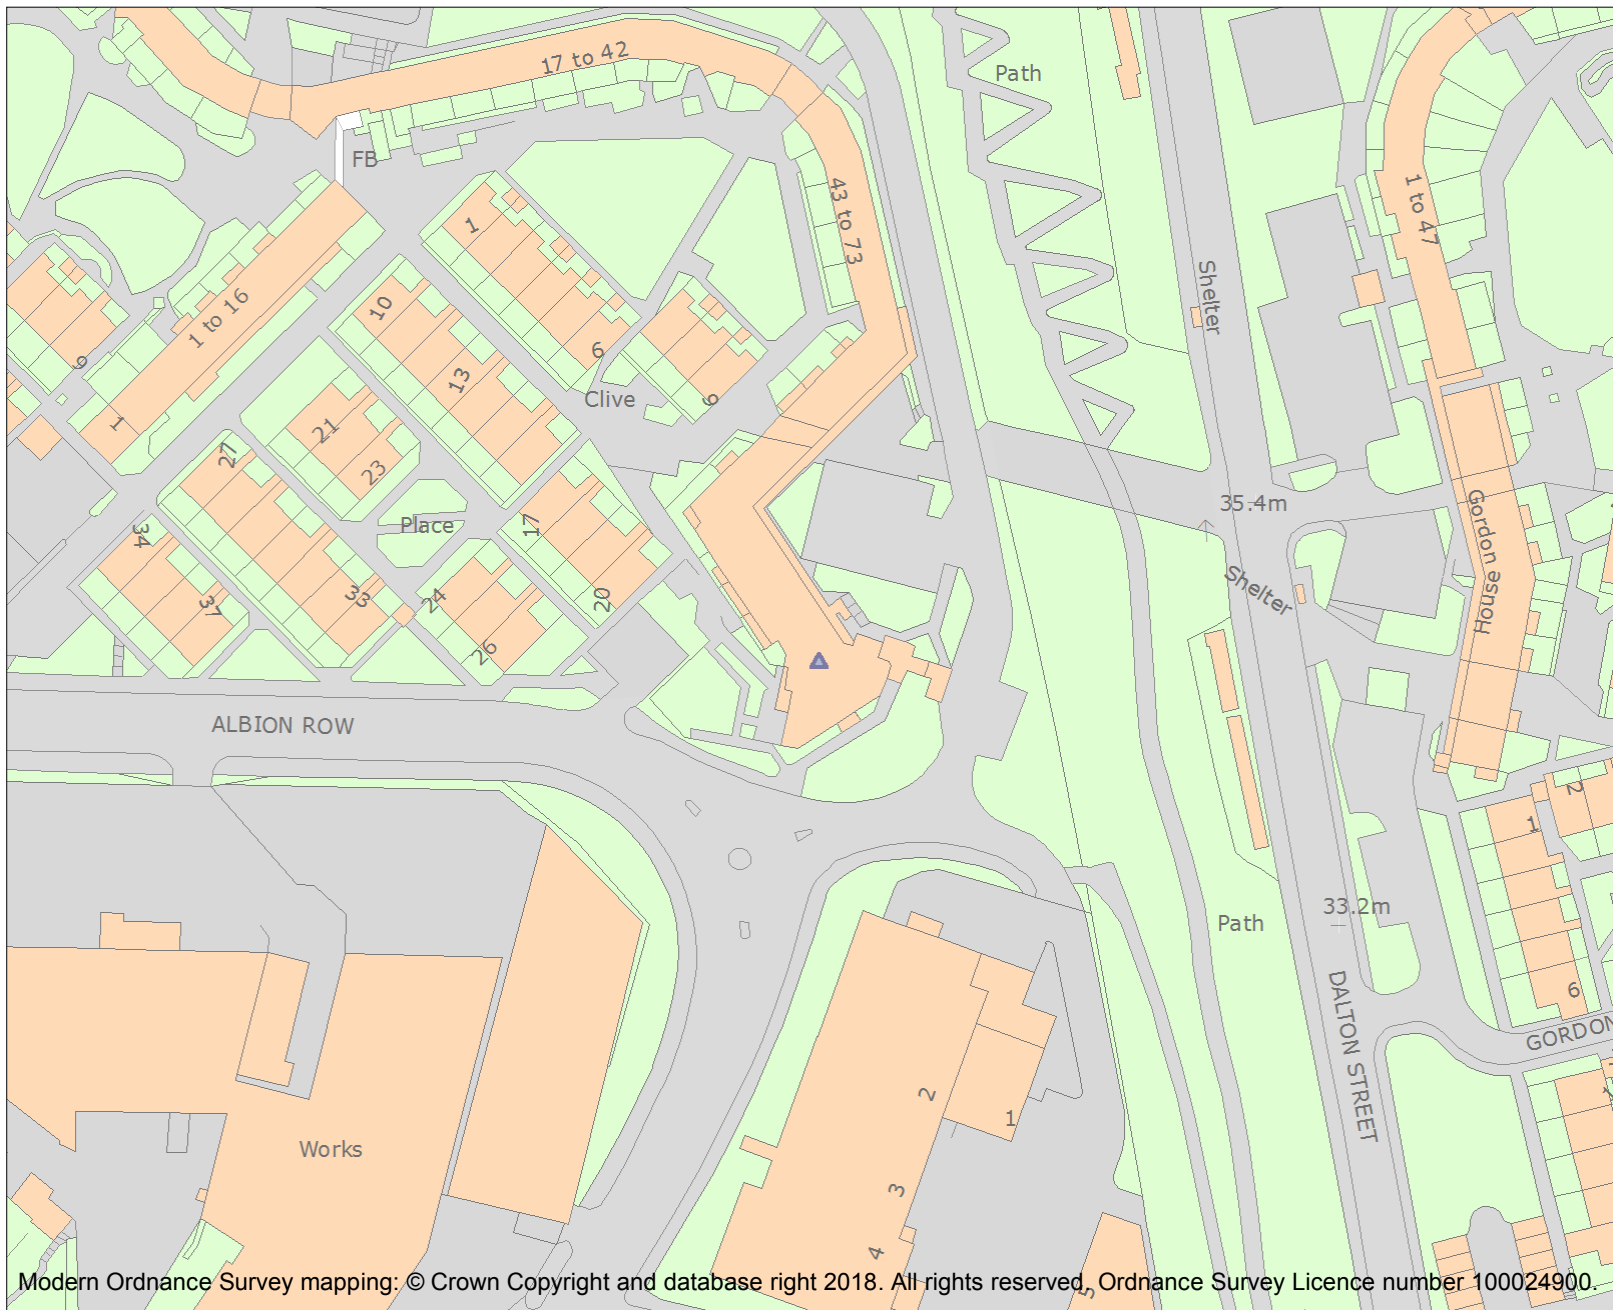 17 to 42
Path
FB
1
43 to 73
1 to 47
10
1 to 16
Shelter
6
13
9
9
Clive
1
21
27
23
35.4m
Place
17
34
Gordon House
Shelter
24
33
37
20
26
ALBION ROW
2
1
33.2m
Path
6
DALTON STREET
GORDON
2
1
Works
3
4
5
Modern Ordnance Survey mapping: © Crown Copyright and database right 2018. All rights reserved, Ordnance Survey Licence number 100024900.